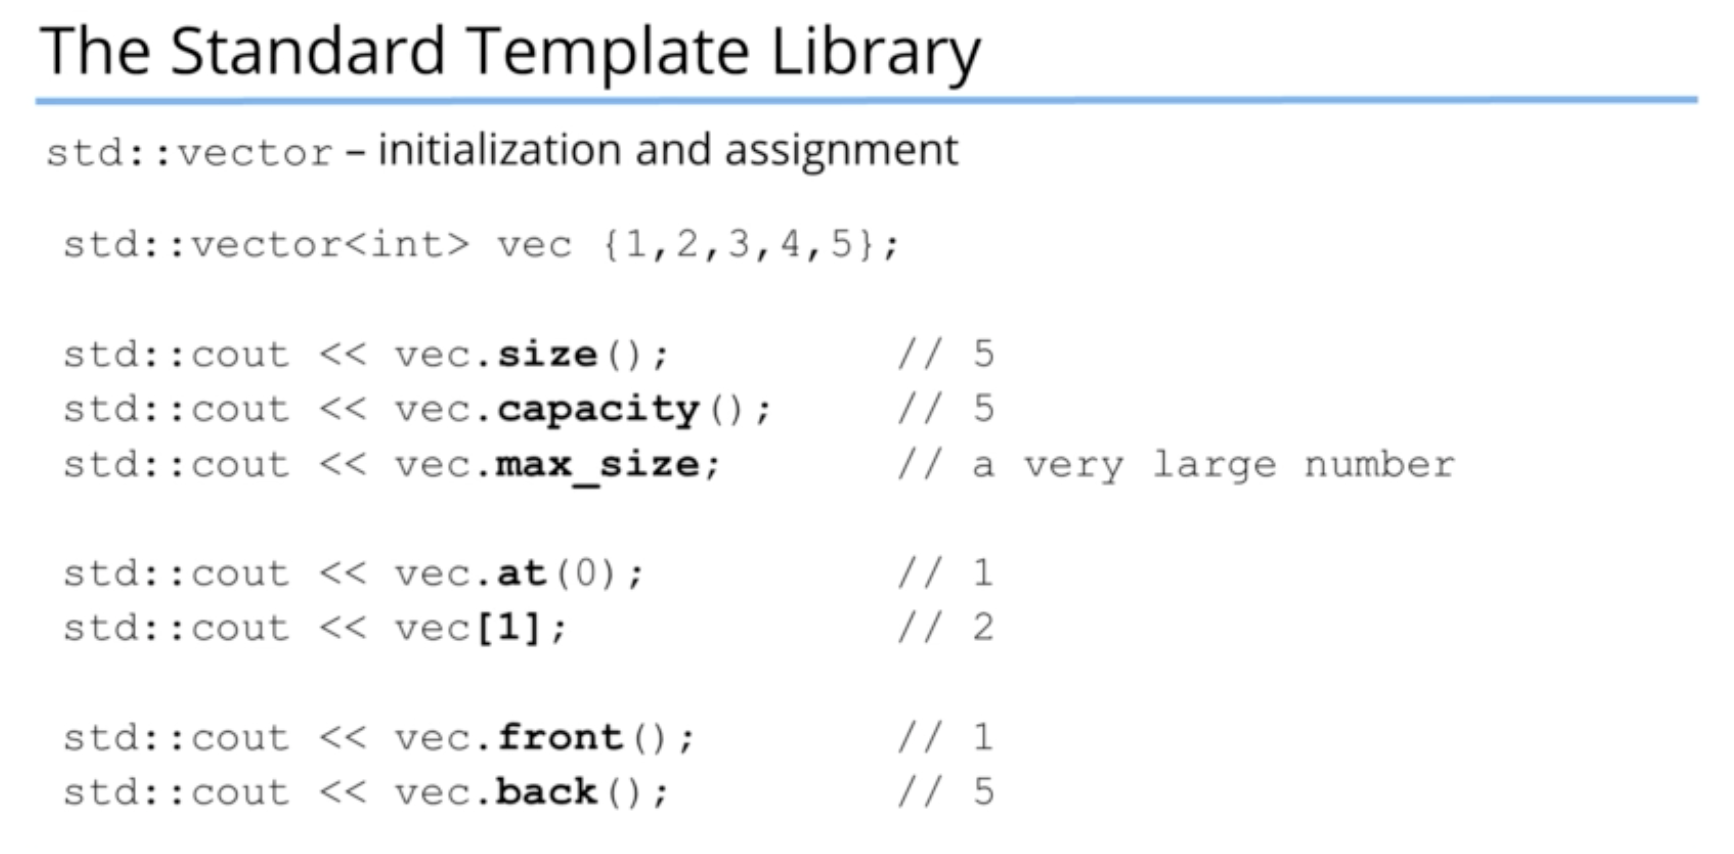 The Standard Template Library
std::vector – initialization and assignment
std::vector<int> vec {1,2,3,4,5};
std::cout << vec.size(); // 5
std::cout << vec.capacity(); // 5
std::cout << vec.max_size; // a very large number
std::cout << vec.at(0); // 1
std::cout << vec[1]; // 2
std::cout << vec.front(); // 1
std::cout << vec.back(); // 5